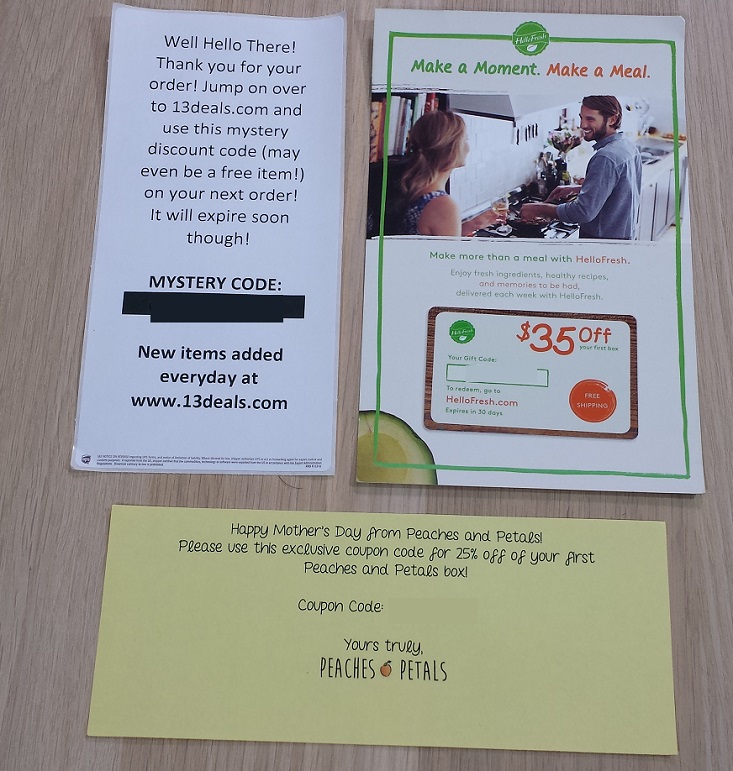 Well Hello There!
Thank you for your
order! Jump on over
to 13deals.com and
use this mystery
discount code (may
even be a free item!)
on your next order!
It will expire soon
though!
MYSTERY CODE:
New items added
everyday at
www.13deals.com
HelloFresh
Make a Moment. Make a Meal.
Make more than a meal with HelloFresh.
Enjoy fresh ingredients, healthy recipes,
and memories to be had,
delivered each week with HelloFresh.
HelloFresh
$35 Off
your first box
Your Gift Code:
To redeem, go to
HelloFresh.com
Expires in 30 days
FREE
SHIPPING
Happy Mother's Day from Peaches and Petals!
Please use this exclusive coupon code for 25% off of your first
Peaches and Petals box!
Coupon Code:
Yours truly,
PEACHES PETALS